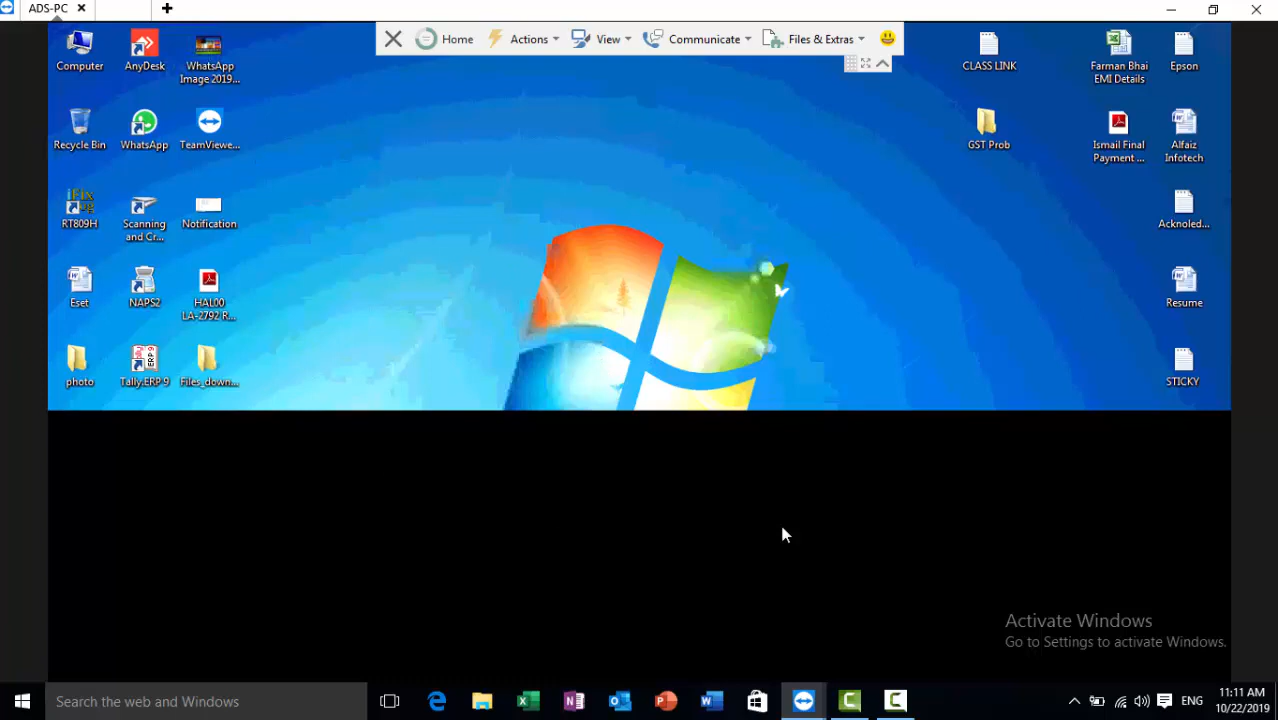 ADS-PC
Home
Actions
View
Communicate
Files & Extras
Computer
AnyDesk
WhatsApp
Image 2019...
CLASS LINK
Farman Bhai
EMI Details
Epson
Recycle Bin
WhatsApp
TeamViewe...
GST Prob
Ismail Final
Payment ...
Alfaiz
Infotech
RT809H
Scanning
and Cr...
Notification
Acknoled...
Eset
NAPS2
HAL00
LA-2792 R...
Resume
photo
Tally.ERP 9
Files_down...
STICKY
Activate Windows
Go to Settings to activate Windows.
Search the web and Windows
ENG
11:11 AM
10/22/2019